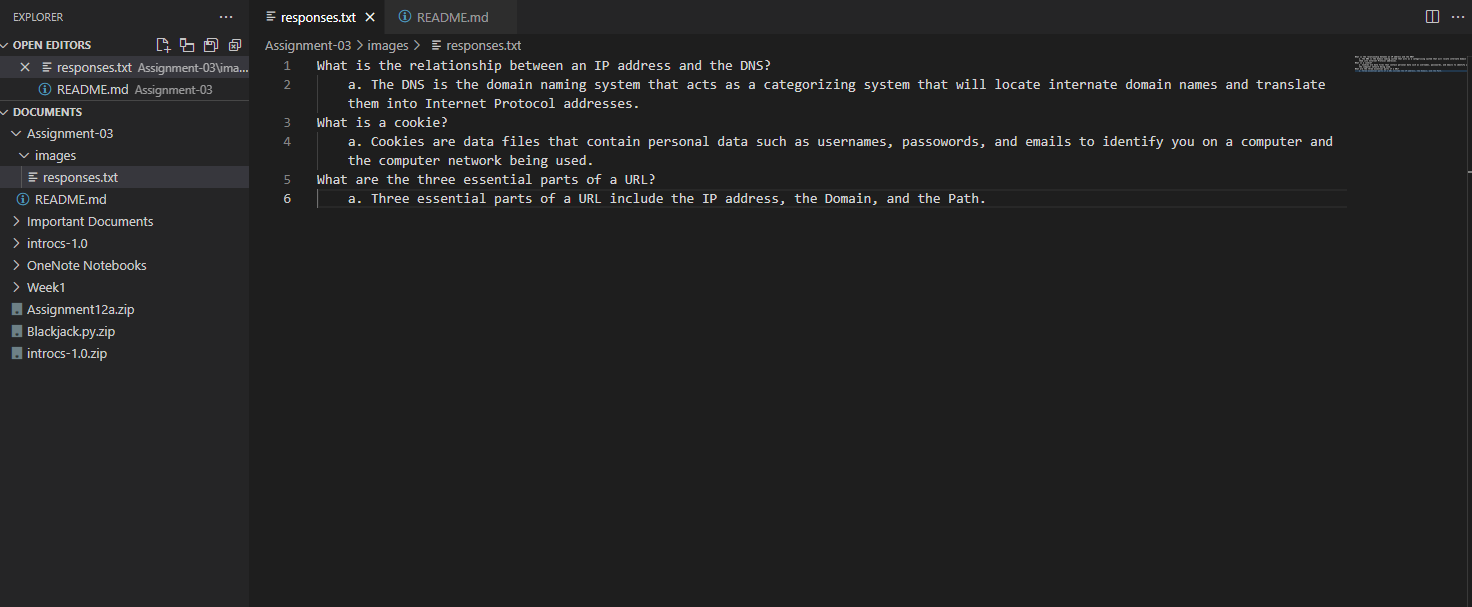 EXPLORER
responses.txt
README.md
OPEN EDITORS
responses.txt Assignment-03\ima...
README.md Assignment-03
DOCUMENTS
Assignment-03
images
responses.txt
README.md
Important Documents
introcs-1.0
OneNote Notebooks
Week1
Assignment12a.zip
Blackjack.py.zip
introcs-1.0.zip
Assignment-03 > images > responses.txt
1 What is the relationship between an IP address and the DNS?
2 a. The DNS is the domain naming system that acts as a categorizing system that will locate internate domain names and translate
them into Internet Protocol addresses.
3 What is a cookie?
4 a. Cookies are data files that contain personal data such as usernames, passowords, and emails to identify you on a computer and
the computer network being used.
5 What are the three essential parts of a URL?
6 a. Three essential parts of a URL include the IP address, the Domain, and the Path.